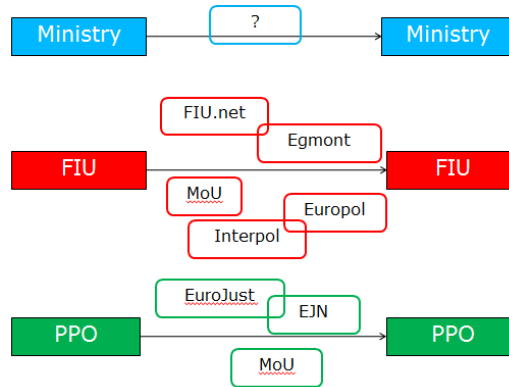 ?
Ministry
Ministry
FIU.net
Egmont
FIU
FIU
MoU
Europol
Interpol
EuroJust
EJN
PPO
PPO
MoU